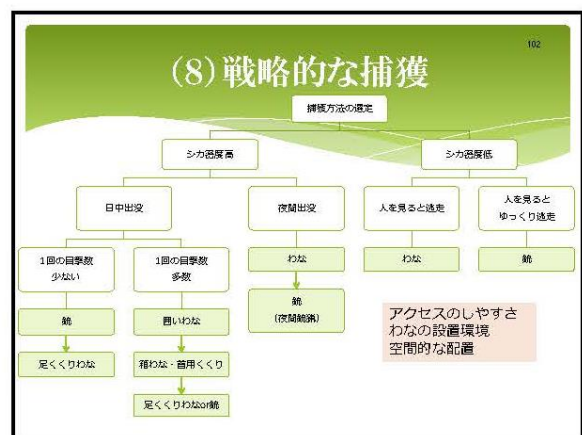 102
(8)戦略的な捕獲
捕獲方法の選定
シカ密度高
シカ密度低
日中出没
夜間出没
人を見ると逃走
人を見ると
ゆっくり逃走
1回の目撃数
少ない
1回の目撃数
多数
わな
わな
銃
銃
囲いわな
銃
(夜間銃猟)
足くくりわな
箱わな・首用くくり
足くくりわなor銃
アクセスのしやすさ
わなの設置環境
空間的な配置